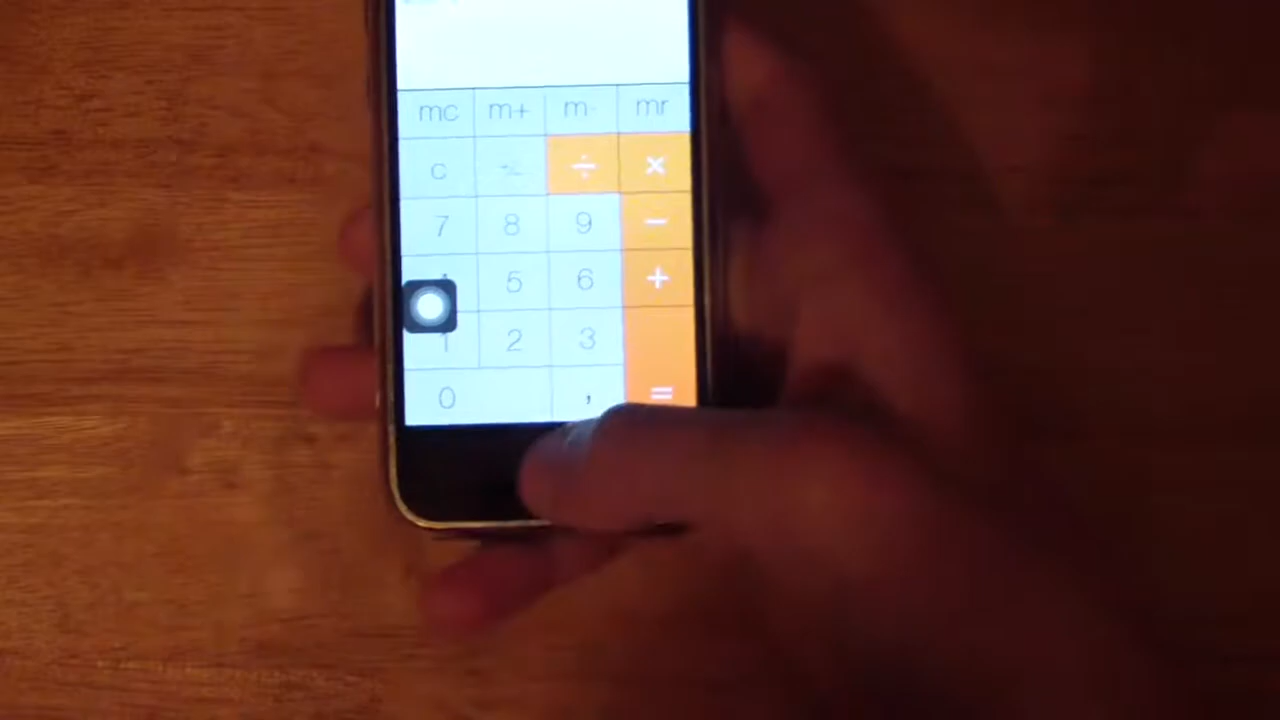 mc m+ m- mr
c +/- ÷ ×
7 8 9 −
5 6 +
1 2 3
0 , =